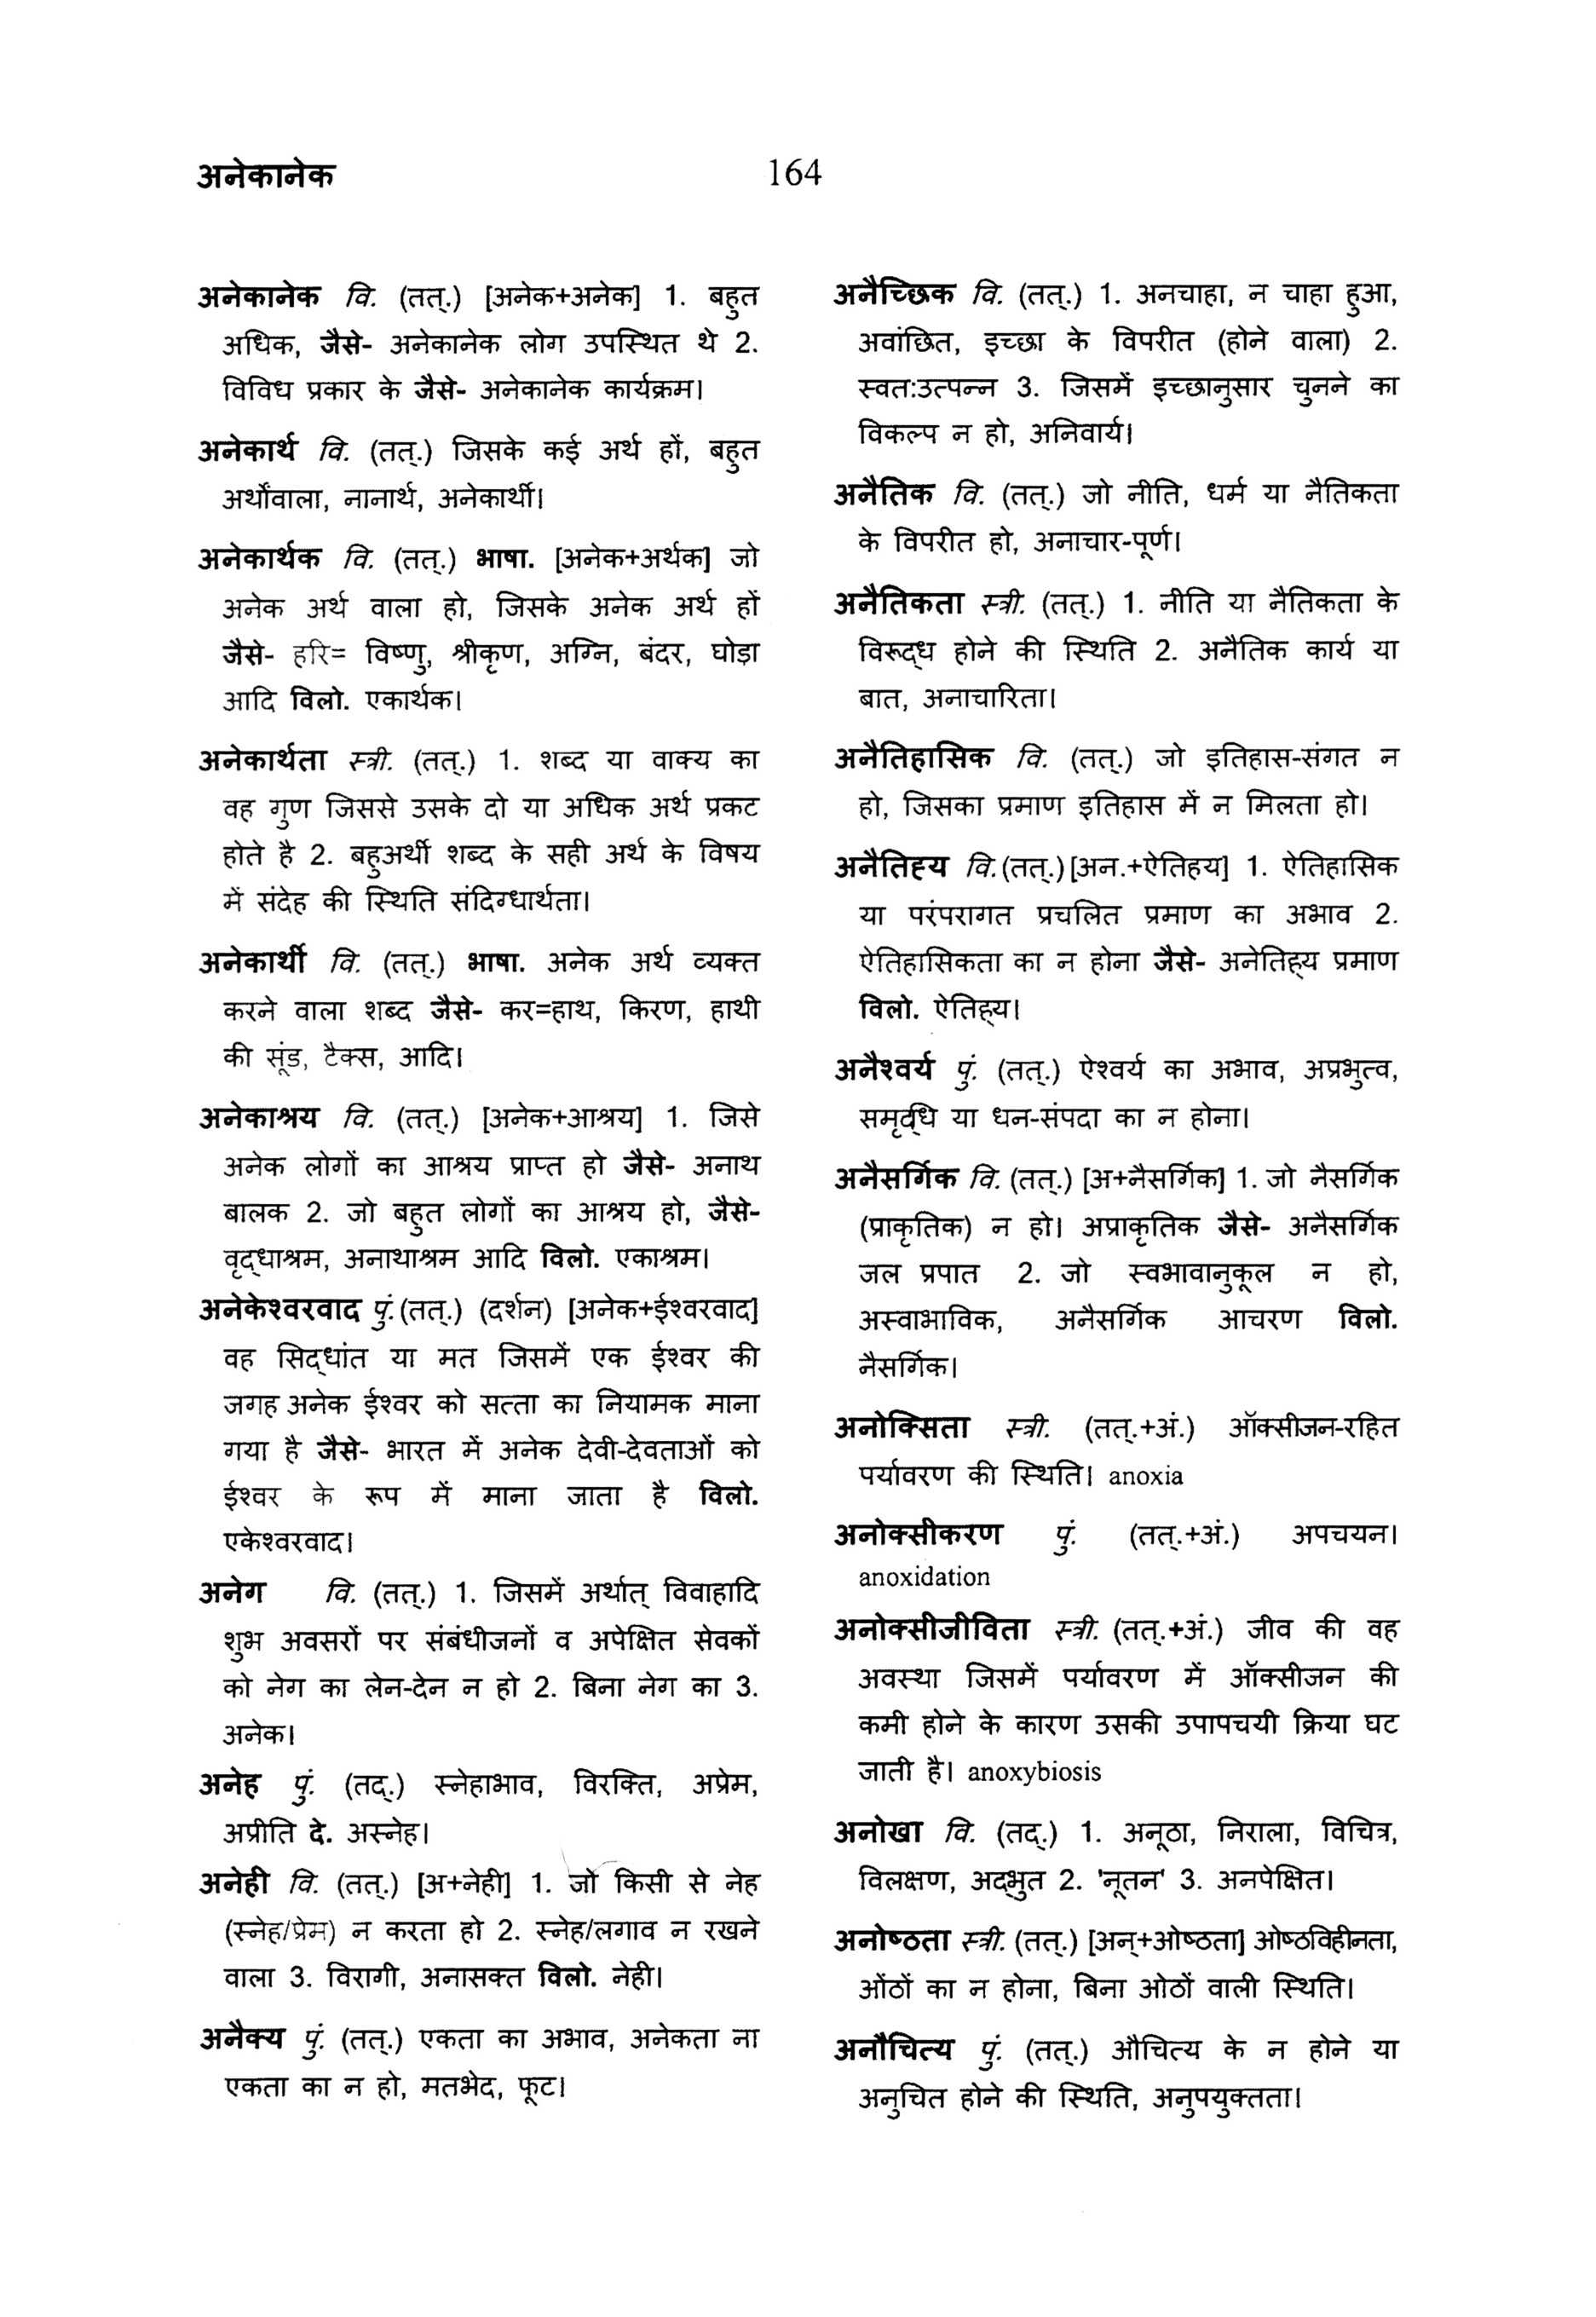 अनेकानेक
164
अनेकानेक वि. (तत्.) [अनेक+अनेक] 1. बहुत
अधिक, जैसे- अनेकानेक लोग उपस्थित थे 2.
विविध प्रकार के जैसे- अनेकानेक कार्यक्रम।
अनेकार्थ वि. (तत्.) जिसके कई अर्थ हों, बहुत
अर्थोंवाला, नानार्थ, अनेकार्थी।
अनेकार्थक वि. (तत्.) भाषा. [अनेक+अर्थक] जो
अनेक अर्थ वाला हो, जिसके अनेक अर्थ हों
जैसे- हरि= विष्णु, श्रीकृण, अग्नि, बंदर, घोड़ा
आदि विलो. एकार्थक।
अनेकार्थता स्त्री. (तत्.) 1. शब्द या वाक्य का
वह गुण जिससे उसके दो या अधिक अर्थ प्रकट
होते है 2. बहुअर्थी शब्द के सही अर्थ के विषय
में संदेह की स्थिति संदिग्धार्थता।
अनेकार्थी वि. (तत्.) भाषा. अनेक अर्थ व्यक्त
करने वाला शब्द जैसे- कर=हाथ, किरण, हाथी
की सूंड, टैक्स, आदि।
अनेकाश्रय वि. (तत्.) [अनेक+आश्रय] 1. जिसे
अनेक लोगों का आश्रय प्राप्त हो जैसे- अनाथ
बालक 2. जो बहुत लोगों का आश्रय हो, जैसे-
वृद्धाश्रम, अनाथाश्रम आदि विलो. एकाश्रम।
अनेकेश्वरवाद पुं. (तत्.) (दर्शन) [अनेक+ईश्वरवाद]
वह सिद्धांत या मत जिसमें एक ईश्वर की
जगह अनेक ईश्वर को सत्ता का नियामक माना
गया है जैसे- भारत में अनेक देवी-देवताओं को
ईश्वर के रूप में माना जाता है विलो.
एकेश्वरवाद।
अनेग वि. (तत्.) 1. जिसमें अर्थात् विवाहादि
शुभ अवसरों पर संबंधीजनों व अपेक्षित सेवकों
को नेग का लेन-देन न हो 2. बिना नेग का 3.
अनेक।
अनेह पुं. (तद्.) स्नेहाभाव, विरक्ति, अप्रेम,
अप्रीति दे. अस्नेह।
अनेही वि. (तत्.) [अ+नेही] 1. जो किसी से नेह
(स्नेह/प्रेम) न करता हो 2. स्नेह/लगाव न रखने
वाला 3. विरागी, अनासक्त विलो. नेही।
अनैक्य पुं. (तत्.) एकता का अभाव, अनेकता ना
एकता का न हो, मतभेद, फूट।
अनैच्छिक वि. (तत्.) 1. अनचाहा, न चाहा हुआ,
अवांछित, इच्छा के विपरीत (होने वाला) 2.
स्वत:उत्पन्न 3. जिसमें इच्छानुसार चुनने का
विकल्प न हो, अनिवार्य।
अनैतिक वि. (तत्.) जो नीति, धर्म या नैतिकता
के विपरीत हो, अनाचार-पूर्ण।
अनैतिकता स्त्री. (तत्.) 1. नीति या नैतिकता के
विरूद्ध होने की स्थिति 2. अनैतिक कार्य या
बात, अनाचारिता।
अनैतिहासिक वि. (तत्.) जो इतिहास-संगत न
हो, जिसका प्रमाण इतिहास में न मिलता हो।
अनैतिह्य वि. (तत्.) [अन.+ऐतिहय] 1. ऐतिहासिक
या परंपरागत प्रचलित प्रमाण का अभाव 2.
ऐतिहासिकता का न होना जैसे- अनेतिह्य प्रमाण
विलो. ऐतिह्य।
अनैश्वर्य पुं. (तत्.) ऐश्वर्य का अभाव, अप्रभुत्व,
समृद्धि या धन-संपदा का न होना।
अनैसर्गिक वि. (तत्.) [अ+नैसर्गिक] 1. जो नैसर्गिक
(प्राकृतिक) न हो। अप्राकृतिक जैसे- अनैसर्गिक
जल प्रपात 2. जो स्वभावानुकूल न हो,
अस्वाभाविक, अनैसर्गिक आचरण विलो.
नैसर्गिक।
अनोक्सिता स्त्री. (तत्.+अं.) ऑक्सीजन-रहित
पर्यावरण की स्थिति। anoxia
अनोक्सीकरण पुं. (तत्.+अं.) अपचयन।
anoxidation
अनोक्सीजीविता स्त्री. (तत्.+अं.) जीव की वह
अवस्था जिसमें पर्यावरण में ऑक्सीजन की
कमी होने के कारण उसकी उपापचयी क्रिया घट
जाती है। anoxybiosis
अनोखा वि. (तद्.) 1. अनूठा, निराला, विचित्र,
विलक्षण, अद्भुत 2. 'नूतन' 3. अनपेक्षित।
अनोष्ठता स्त्री. (तत्.) [अन्+ओष्ठता] ओष्ठविहीनता,
ओंठों का न होना, बिना ओठों वाली स्थिति।
अनौचित्य पुं. (तत्.) औचित्य के न होने या
अनुचित होने की स्थिति, अनुपयुक्तता।